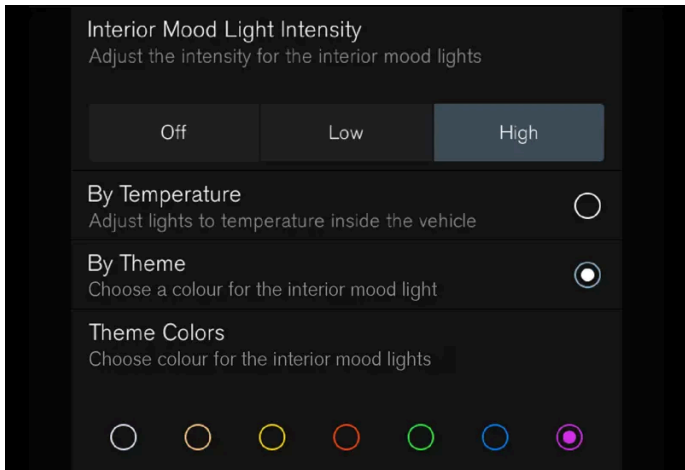 Interior Mood Light Intensity
Adjust the intensity for the interior mood lights
Off Low High
By Temperature
Adjust lights to temperature inside the vehicle
By Theme
Choose a colour for the interior mood light
Theme Colors
Choose colour for the interior mood lights